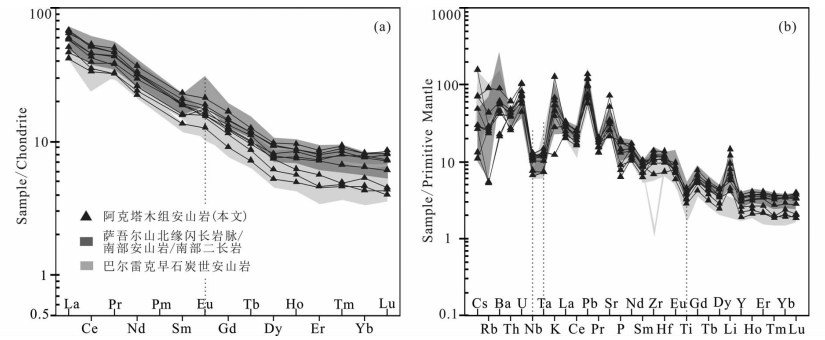 (a)
Sample/Chondrite
100
10
1
0.5
阿克塔木组安山岩(本文)
萨吾尔山北缘闪长岩脉/
南部安山岩/南部二长岩
巴尔雷克早石炭世安山岩
La Pr Pm Eu Tb Ho Tm Lu
Ce Nd Sm Gd Dy Er Yb
(b)
Sample/Primitive Mantle
1000
100
10
1
0.1
Cs Ba U Ta La Pb Sr Nd Zr Eu Gd Dy Y Er Yb
Rb Th Nb K Ce Pr P Sm Hf Ti Tb Li Ho Tm Lu